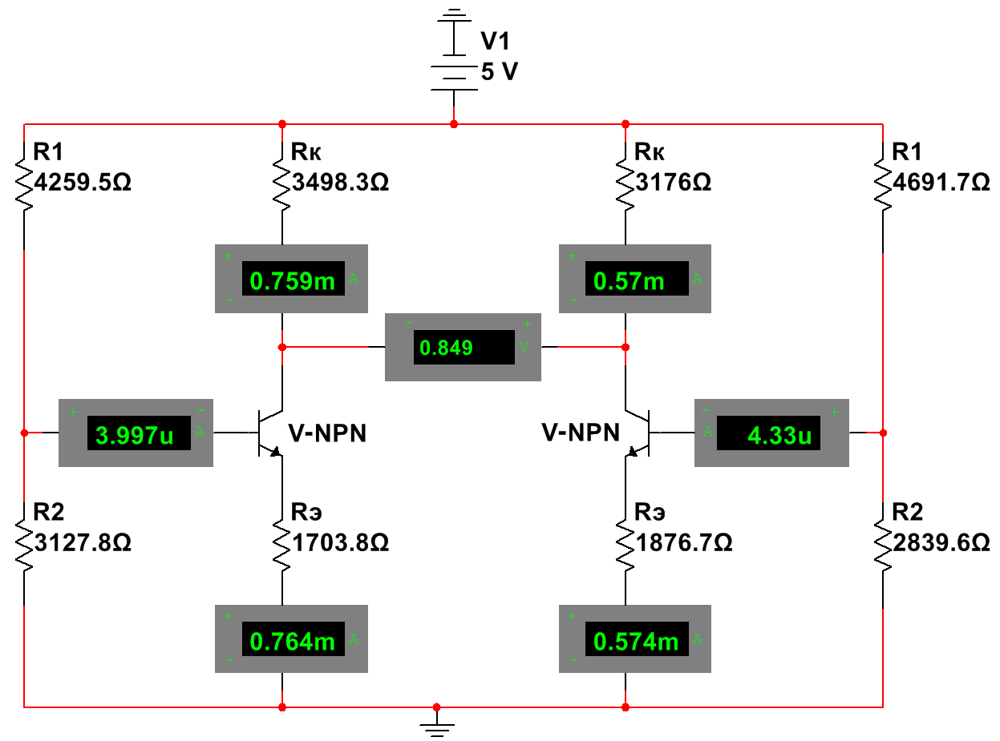 V1
5 V
R1
4259.5Ω
Rк
3498.3Ω
Rк
3176Ω
R1
4691.7Ω
+
0.759m
A
−
+
0.57m
A
−
−
+
0.849
V
+
−
3.997u
A
V-NPN
V-NPN
−
+
A
4.33u
R2
3127.8Ω
Rэ
1703.8Ω
Rэ
1876.7Ω
R2
2839.6Ω
+
0.764m
A
−
+
0.574m
A
−